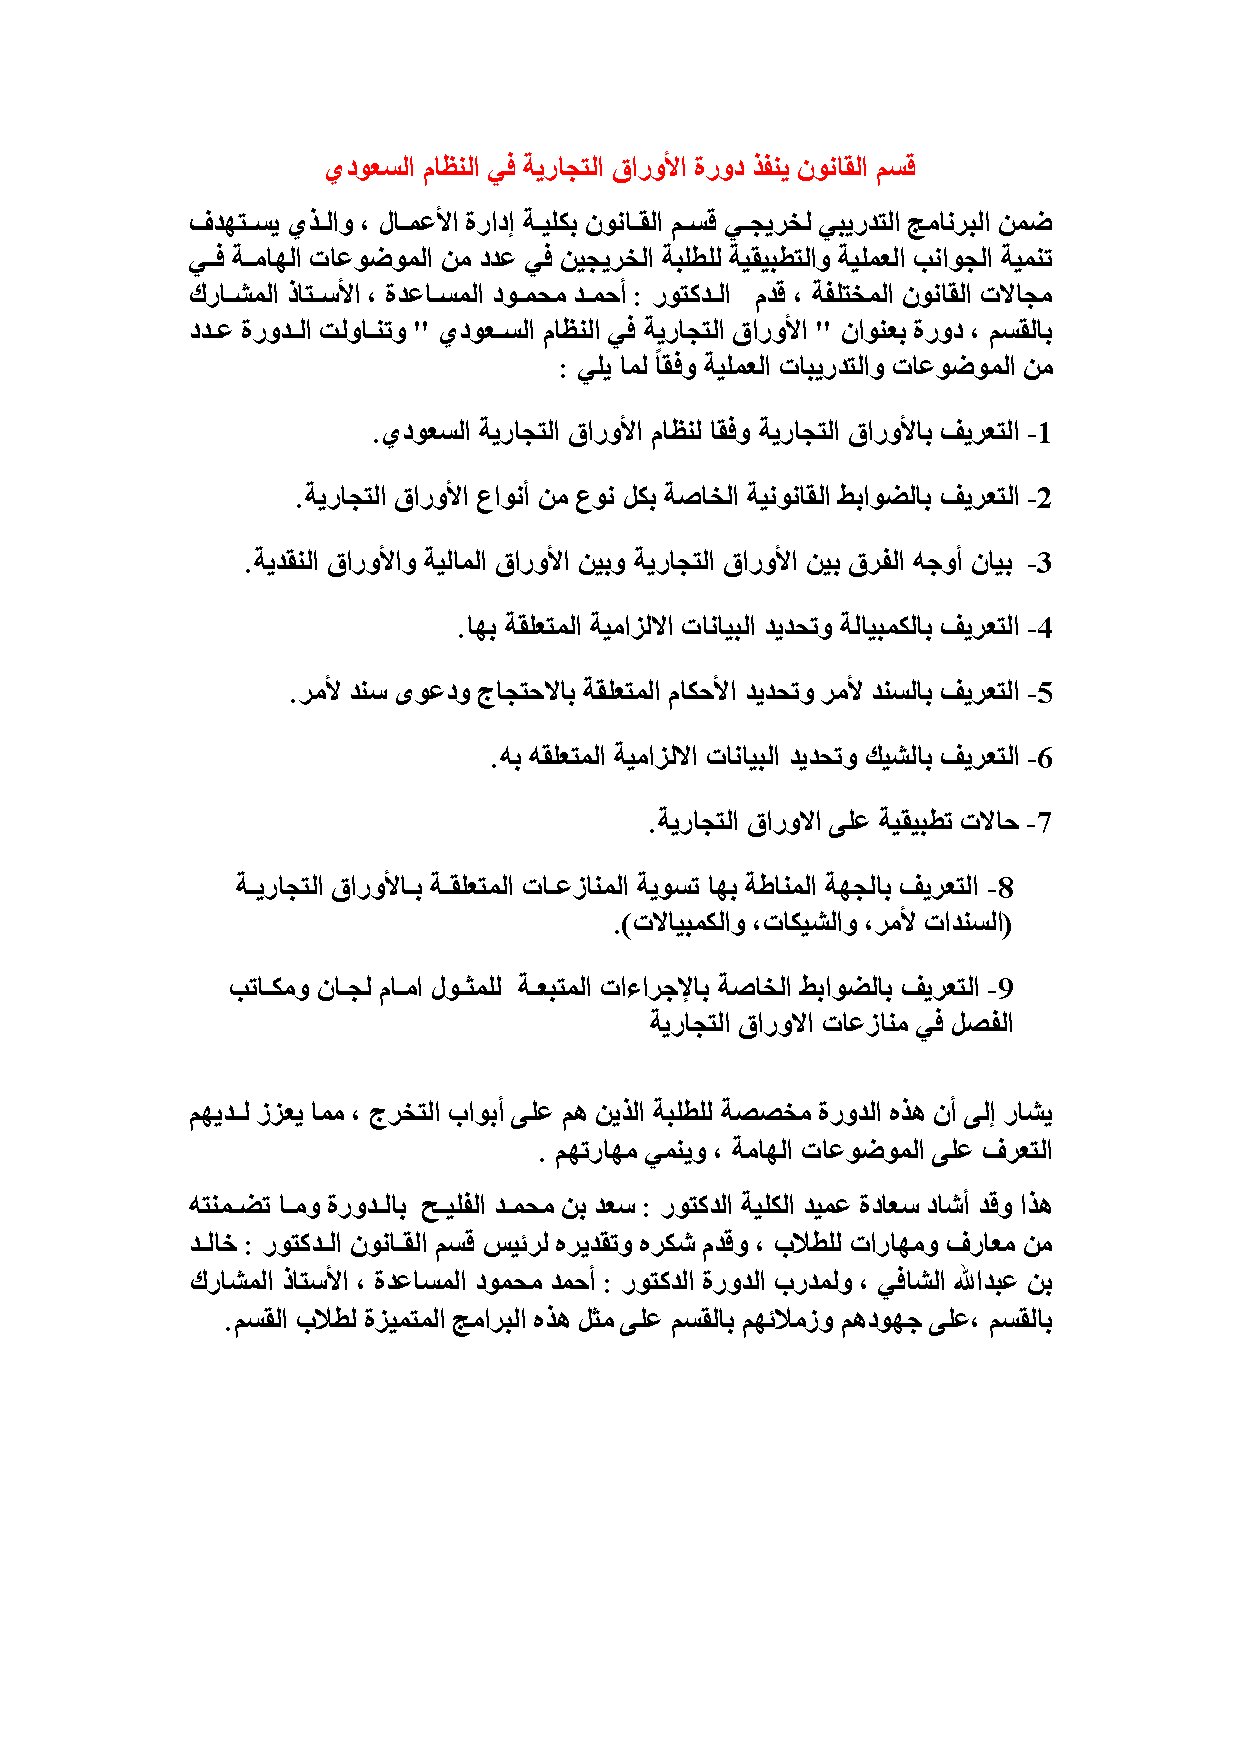 قسم القانون ينفذ دورة الأوراق التجارية في النظام السعودي
ضمن البرنامج التدريبي لخريجي قسم القانون بكلية إدارة الأعمال ، والذي يستهدف
تنمية الجوانب العملية والتطبيقية للطلبة الخريجين في عدد من الموضوعات الهامة في
مجالات القانون المختلفة ، قدم الدكتور : أحمد محمود المساعدة ، الأستاذ المشارك
بالقسم ، دورة بعنوان " الأوراق التجارية في النظام السعودي " وتناولت الدورة عدد
من الموضوعات والتدريبات العملية وفقاً لما يلي :
1- التعريف بالأوراق التجارية وفقا لنظام الأوراق التجارية السعودي.
2- التعريف بالضوابط القانونية الخاصة بكل نوع من أنواع الأوراق التجارية.
3- بيان أوجه الفرق بين الأوراق التجارية وبين الأوراق المالية والأوراق النقدية.
4- التعريف بالكمبيالة وتحديد البيانات الالزامية المتعلقة بها.
5- التعريف بالسند لأمر وتحديد الأحكام المتعلقة بالاحتجاج ودعوى سند لأمر.
6- التعريف بالشيك وتحديد البيانات الالزامية المتعلقه به.
7- حالات تطبيقية على الاوراق التجارية.
8- التعريف بالجهة المناطة بها تسوية المنازعات المتعلقة بالأوراق التجارية
(السندات لأمر، والشيكات، والكمبيالات).
9- التعريف بالضوابط الخاصة بالإجراءات المتبعة للمثول امام لجان ومكاتب
الفصل في منازعات الاوراق التجارية
يشار إلى أن هذه الدورة مخصصة للطلبة الذين هم على أبواب التخرج ، مما يعزز لديهم
التعرف على الموضوعات الهامة ، وينمي مهاراتهم .
هذا وقد أشاد سعادة عميد الكلية الدكتور : سعد بن محمد الفليح بالدورة وما تضمنته
من معارف ومهارات للطلاب ، وقدم شكره وتقديره لرئيس قسم القانون الدكتور : خالد
بن عبدالله الشافي ، ولمدرب الدورة الدكتور : أحمد محمود المساعدة ، الأستاذ المشارك
بالقسم ،على جهودهم وزملائهم بالقسم على مثل هذه البرامج المتميزة لطلاب القسم.